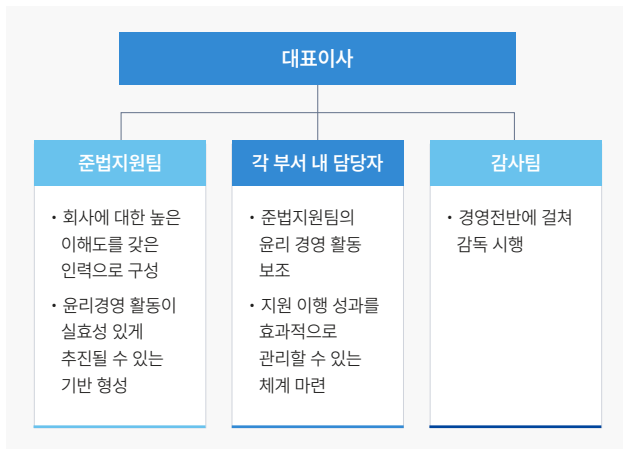 대표이사
준법지원팀
• 회사에 대한 높은
이해도를 갖은
인력으로 구성
• 윤리경영 활동이
실효성 있게
추진될 수 있는
기반 형성
각 부서 내 담당자
• 준법지원팀의
윤리 경영 활동
보조
• 지원 이행 성과를
효과적으로
관리할 수 있는
체계 마련
감사팀
• 경영전반에 걸쳐
감독 시행